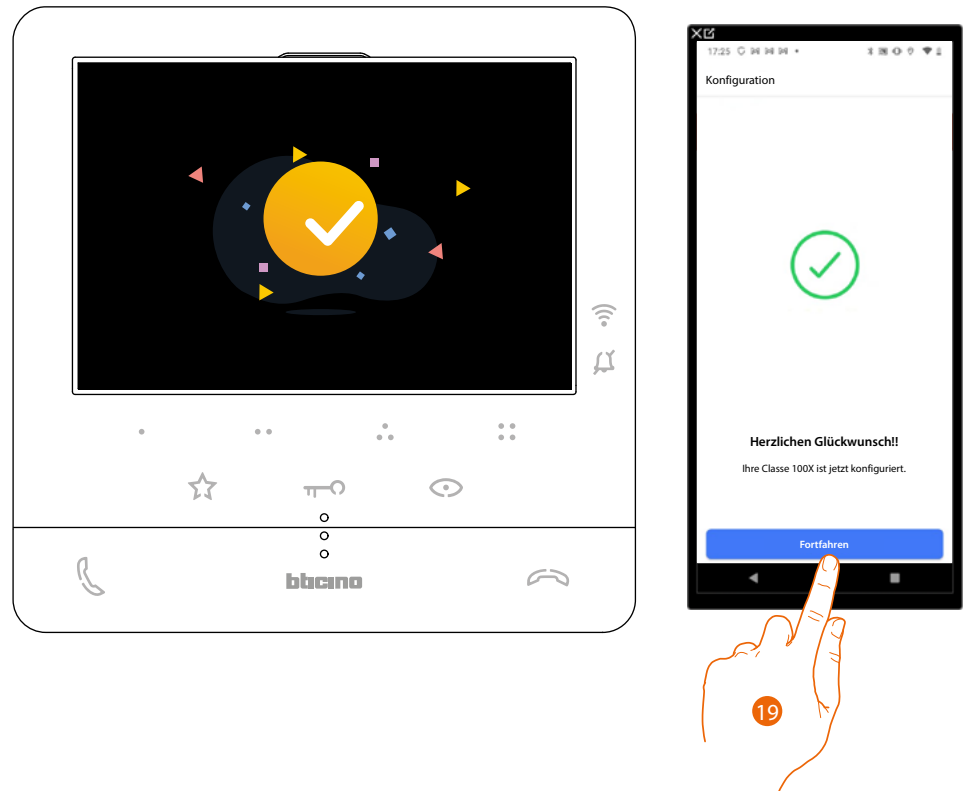 bticino
17:25
Konfiguration
Herzlichen Glückwunsch!!
Ihre Classe 100X ist jetzt konfiguriert.
Fortfahren
19